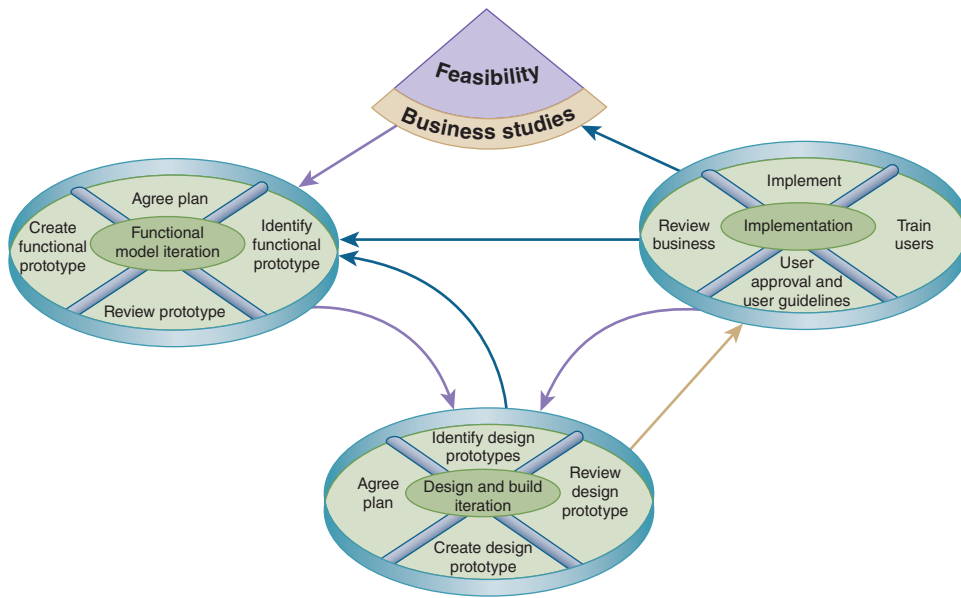 Feasibility
Business studies
Agree plan
Create
functional
prototype
Functional
model iteration
Identify
functional
prototype
Review prototype
Implement
Review
business
Implementation
Train
users
User
approval and
user guidelines
Identify design
prototypes
Agree
plan
Design and build
iteration
Review
design
prototype
Create design
prototype